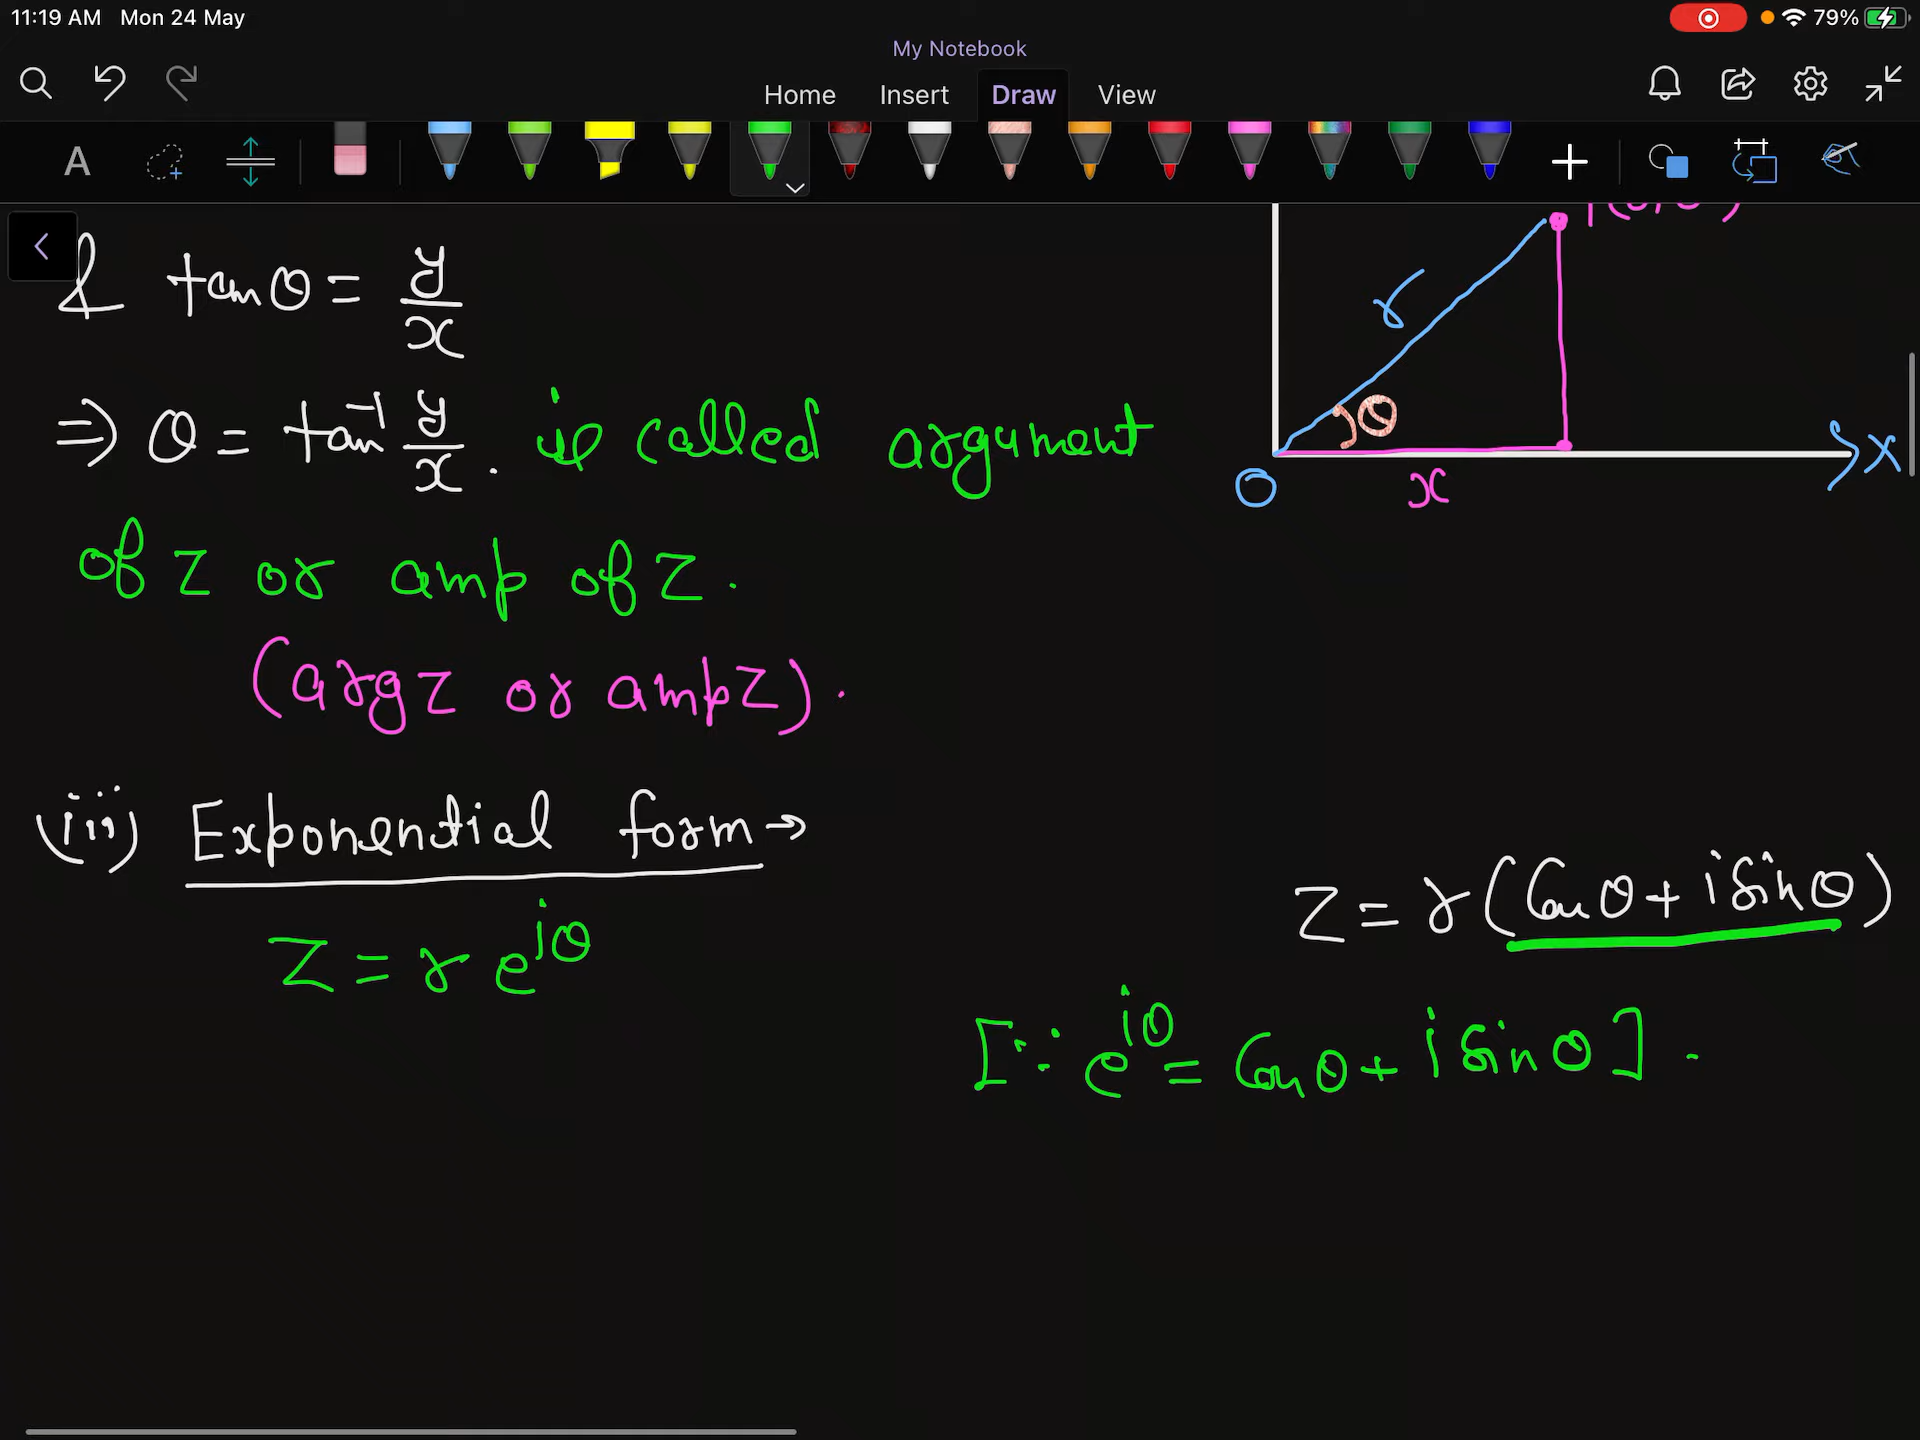 11:19 AM Mon 24 May 79%
My Notebook
Home Insert Draw View
A
& tanθ = y/x
⇒ θ = tan⁻¹ y/x . is called argument
of z or amp of z.
(arg z or amp z).
r
θ
O x X
(iii) Exponential form →
z = r e^{iθ}
z = r (Cosθ + i sinθ)
[∵ e^{iθ} = Cosθ + i sinθ].